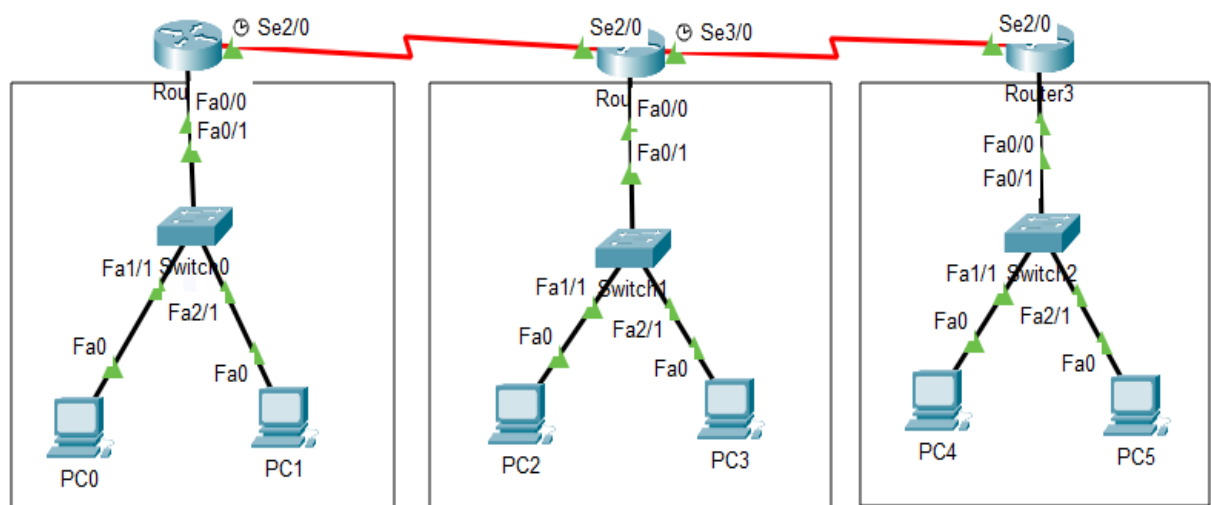 Se2/0
Se2/0
Se3/0
Se2/0
Rou
Fa0/0
Fa0/1
Switch0
Fa1/1
Fa2/1
Fa0
Fa0
PC0
PC1
Rou
Fa0/0
Fa0/1
Switch1
Fa1/1
Fa2/1
Fa0
Fa0
PC2
PC3
Router3
Fa0/0
Fa0/1
Switch2
Fa1/1
Fa2/1
Fa0
Fa0
PC4
PC5